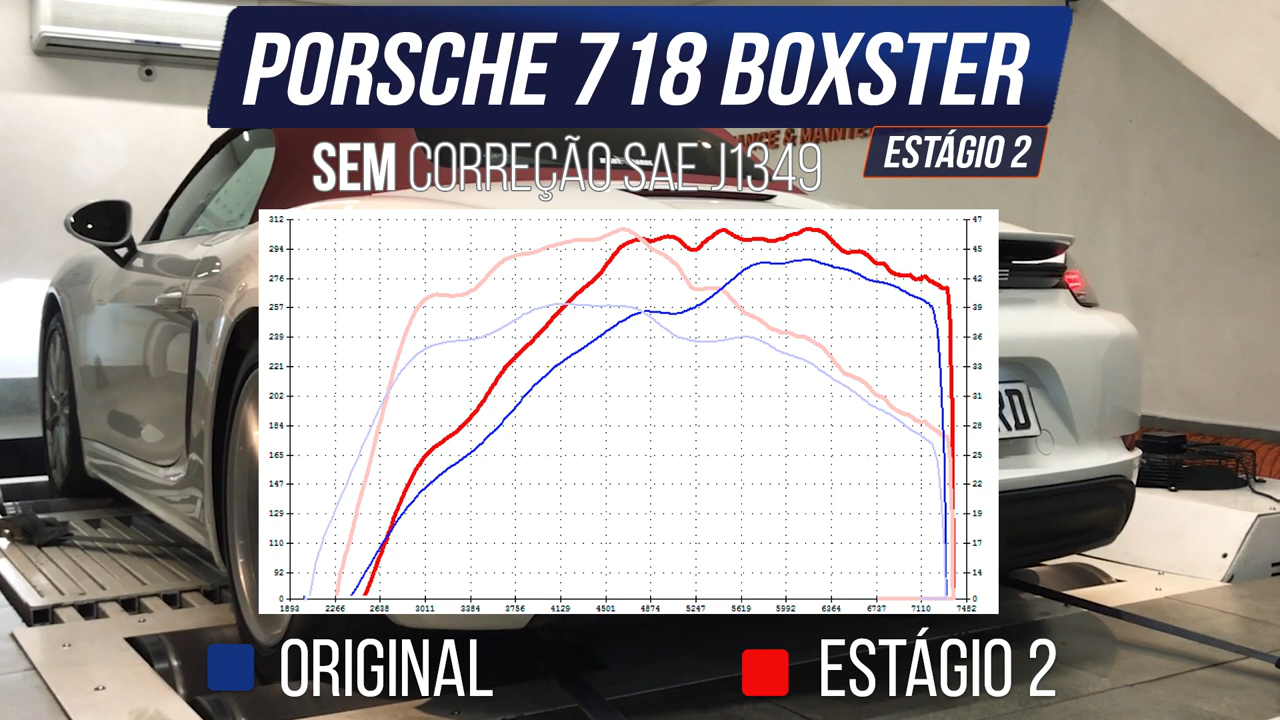 PORSCHE 718 BOXSTER
ESTÁGIO 2
SEM CORREÇÃO SAE J1349
312 47
294 45
276 42
257 39
239 36
221 33
202 31
184 28
165 25
147 22
129 19
110 17
92 14
0 0
1893 2266 2638 3011 3384 3756 4129 4501 4874 5247 5619 5992 6364 6737 7110 7482
ORIGINAL
ESTÁGIO 2